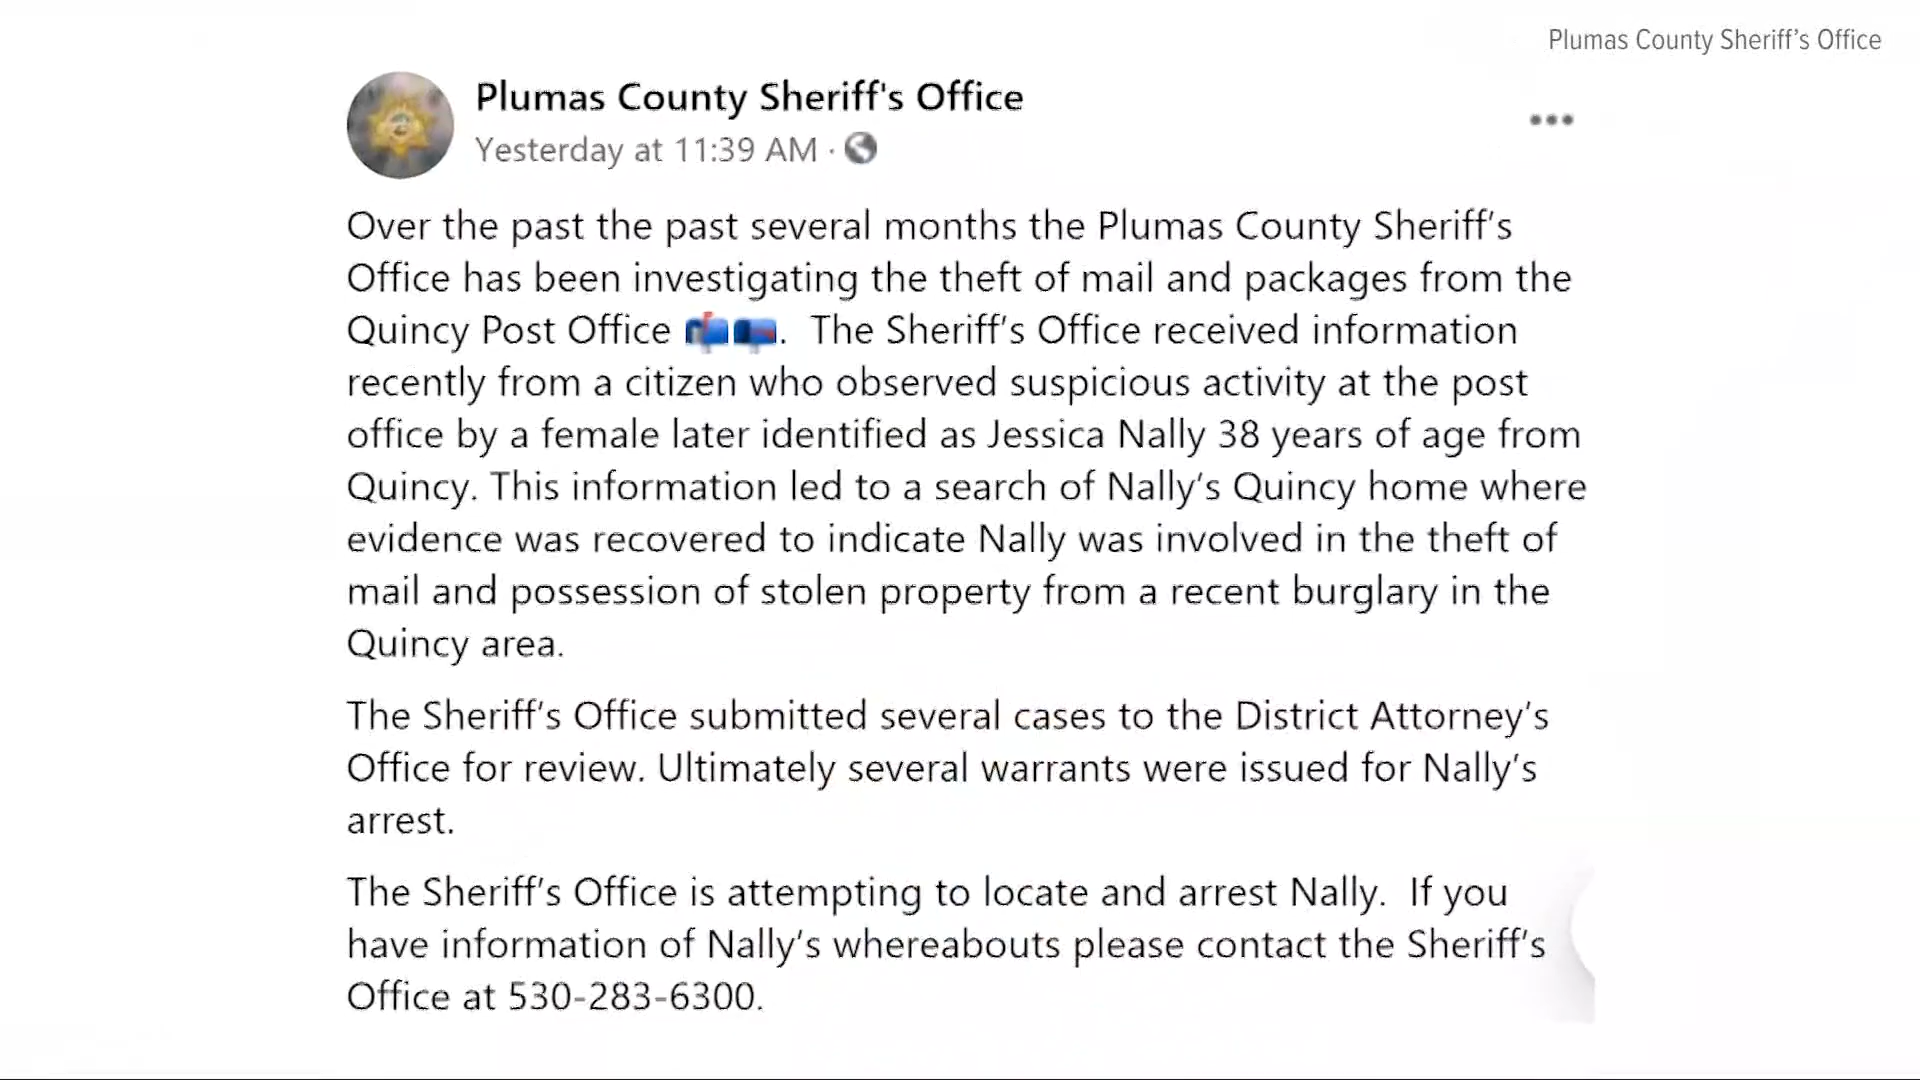 Plumas County Sheriff's Office
Plumas County Sheriff's Office
Yesterday at 11:39 AM ·
Over the past the past several months the Plumas County Sheriff's
Office has been investigating the theft of mail and packages from the
Quincy Post Office 📬📪. The Sheriff's Office received information
recently from a citizen who observed suspicious activity at the post
office by a female later identified as Jessica Nally 38 years of age from
Quincy. This information led to a search of Nally's Quincy home where
evidence was recovered to indicate Nally was involved in the theft of
mail and possession of stolen property from a recent burglary in the
Quincy area.
The Sheriff's Office submitted several cases to the District Attorney's
Office for review. Ultimately several warrants were issued for Nally's
arrest.
The Sheriff's Office is attempting to locate and arrest Nally. If you
have information of Nally's whereabouts please contact the Sheriff's
Office at 530-283-6300.